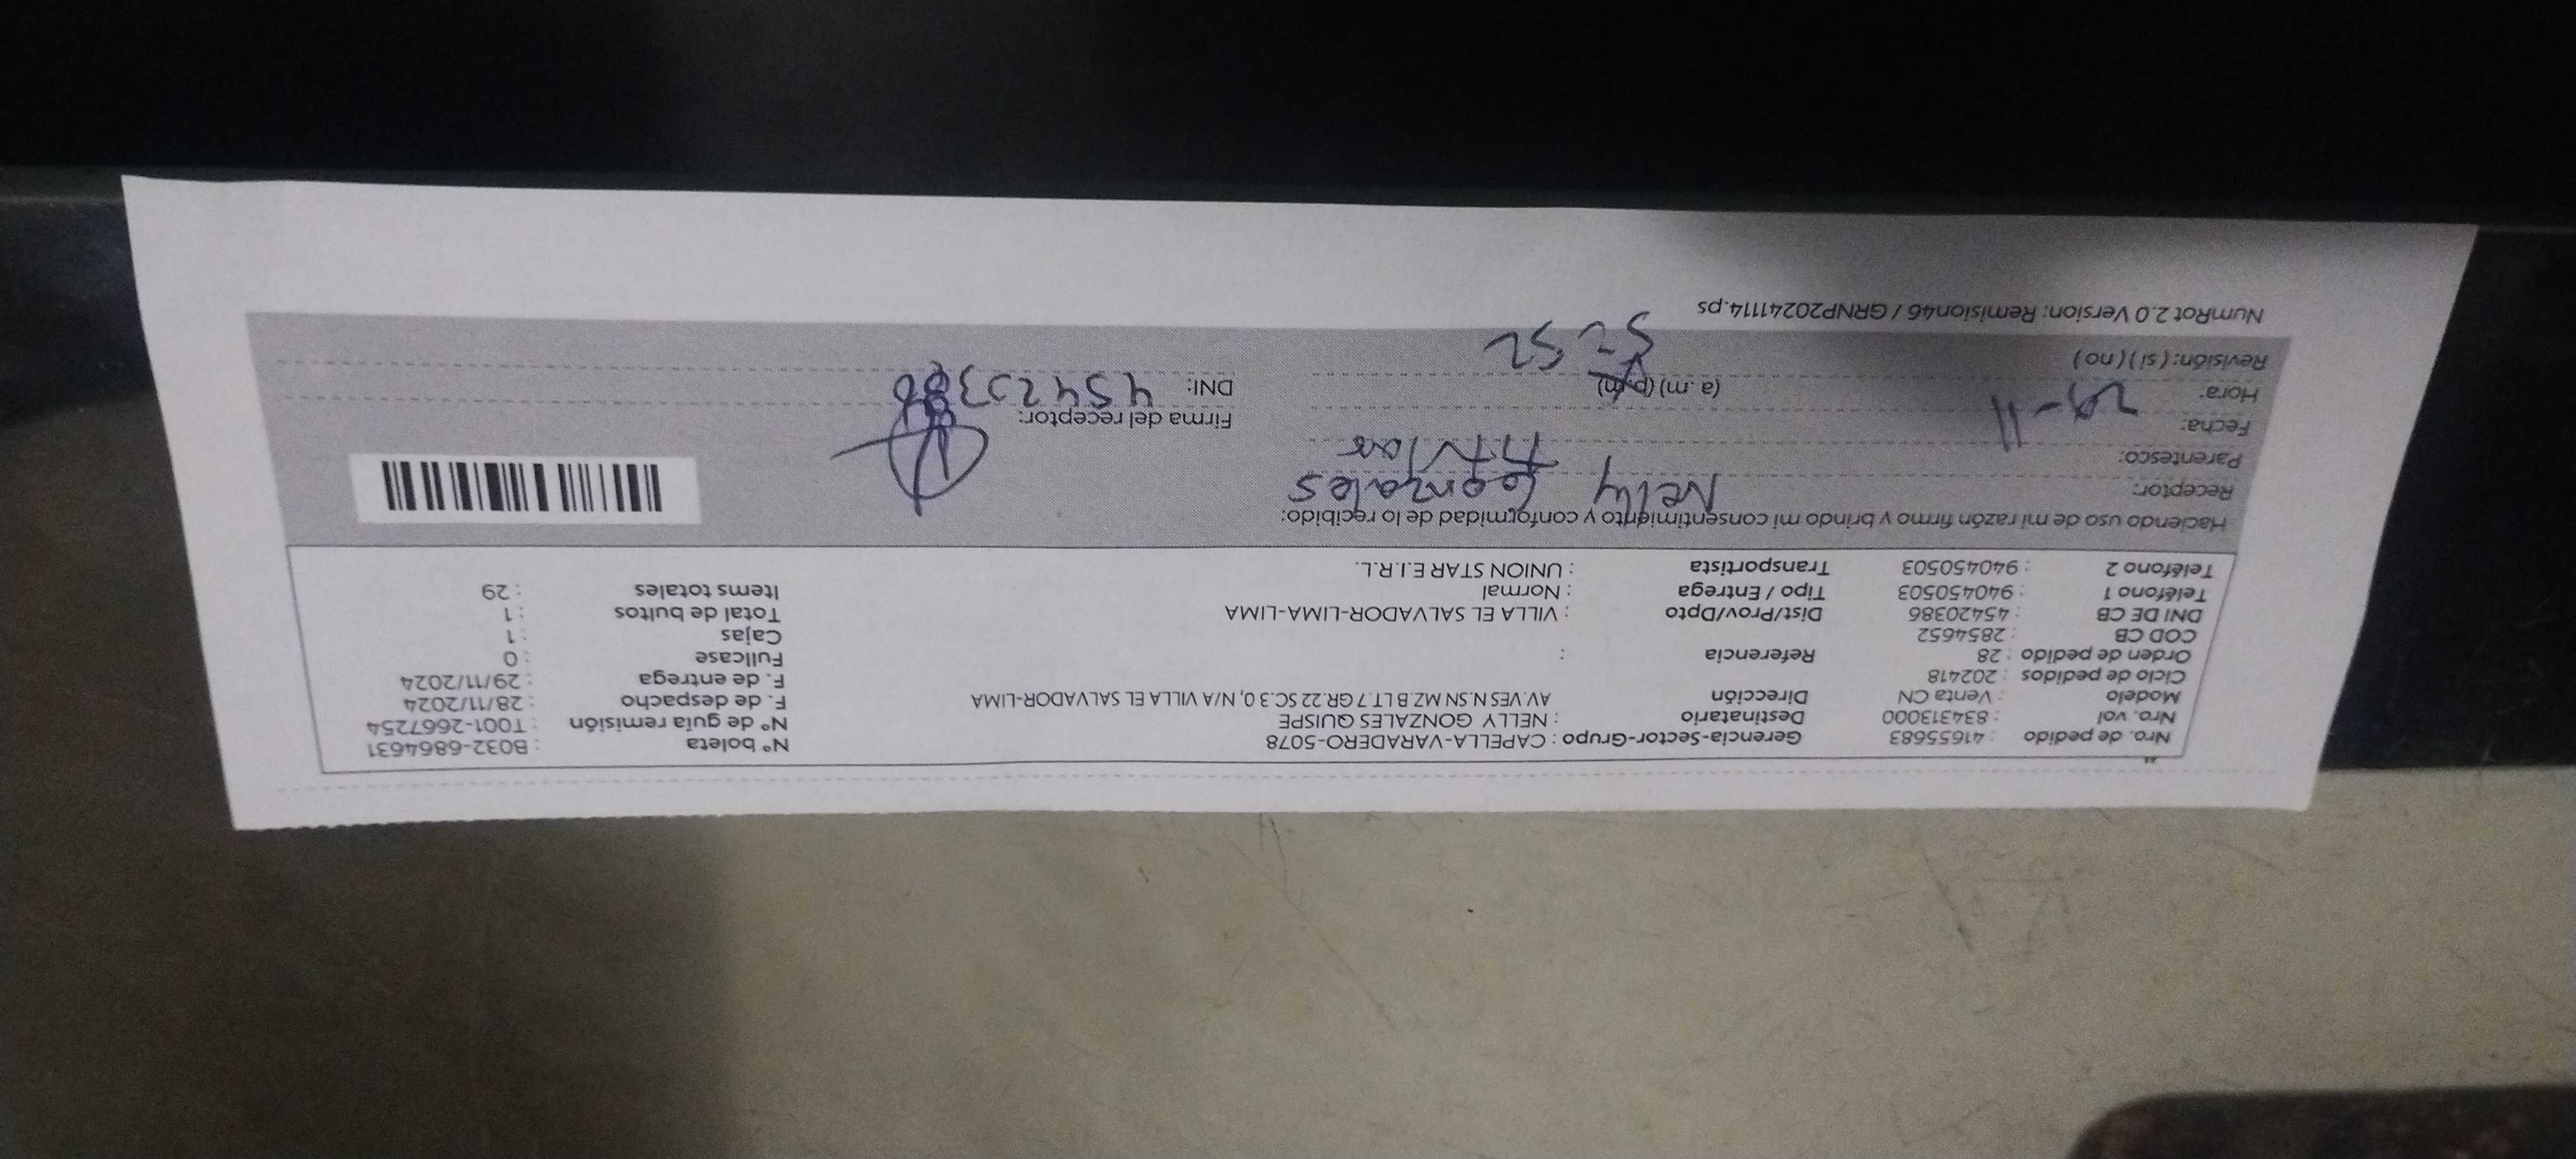 Nro. de pedido : 41655683
Nro. vol : 834313000
Modelo : Venta CN
Ciclo de pedidos : 202418
Orden de pedido : 28
COD CB : 2854652
DNI DE CB : 45420386
Teléfono 1 : 940450503
Teléfono 2 : 940450503
Gerencia-Sector-Grupo : CAPELLA-VARADERO-5078
Destinatario : NELLY GONZALES QUISPE
Dirección AV.VES N.SN MZ B LT 7 GR.22 SC.3 0, N/A VILLA EL SALVADOR-LIMA
Referencia :
Dist/Prov/Dpto : VILLA EL SALVADOR-LIMA-LIMA
Tipo / Entrega : Normal
Transportista : UNION STAR E.I.R.L.
N° boleta : B032-6864631
N° de guía remisión : T001-2667254
F. de despacho : 28/11/2024
F. de entrega : 29/11/2024
Fullcase : 0
Cajas : 1
Total de bultos : 1
Items totales : 29
Haciendo uso de mi razón firmo y brindo mi consentimiento y conformidad de lo recibido:
Receptor: Nelly Gonzales
Parentesco: titular
Fecha: 29-11
Hora: (a.m) (p.m) 5:52
Revisión: (si) (no)
Firma del receptor:
DNI: 45420386
NumRot 2.0 Version: Remision46 / GRNP20241114.ps